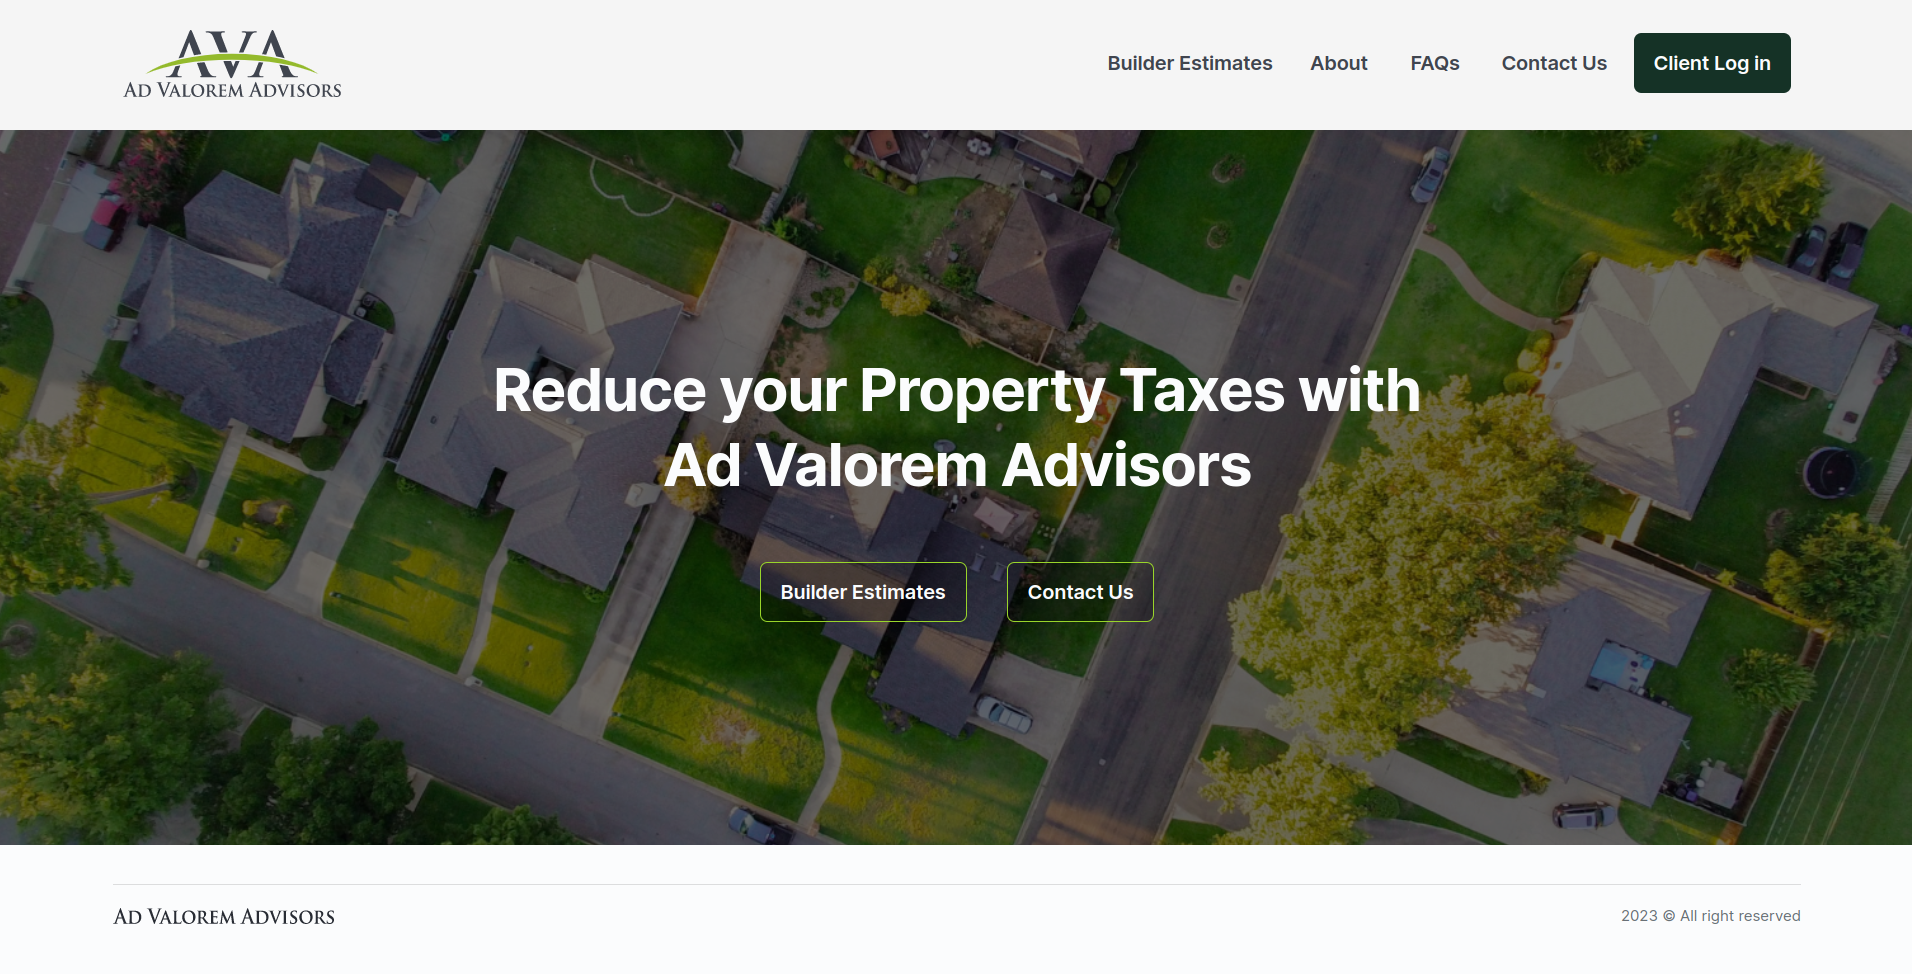 AVA
AD VALOREM ADVISORS
Builder Estimates
About
FAQs
Contact Us
Client Log in
Reduce your Property Taxes with
Ad Valorem Advisors
Builder Estimates
Contact Us
AD VALOREM ADVISORS
2023 © All right reserved